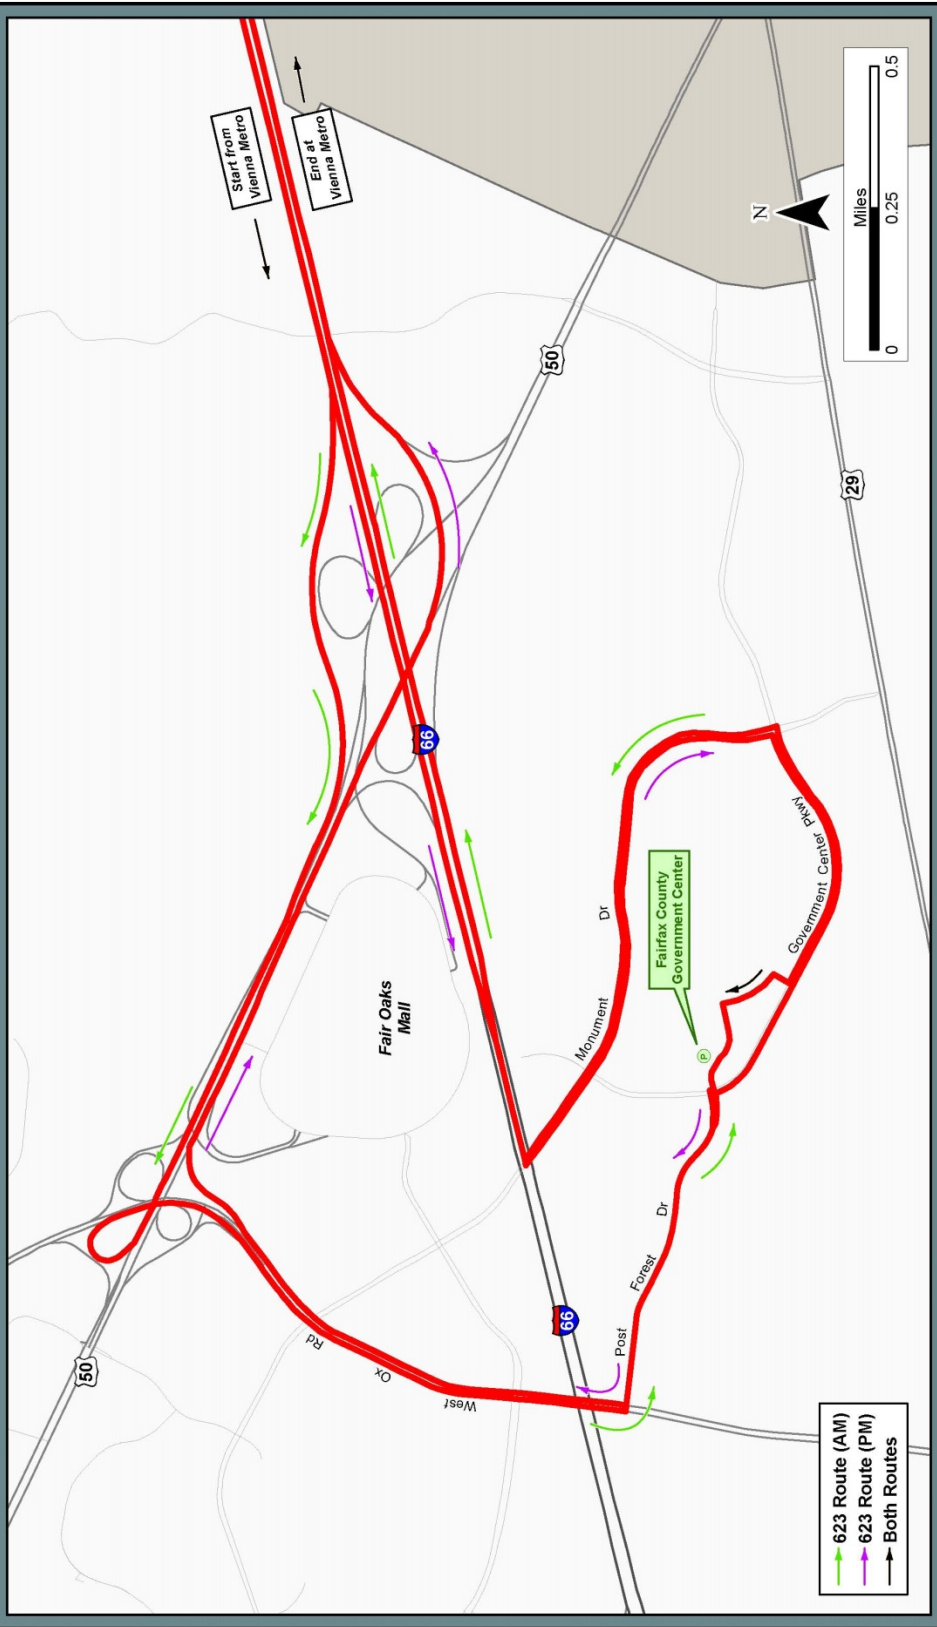 Start from
Vienna Metro
End at
Vienna Metro
50
66
Fair Oaks
Mall
50
West
Ox
Rd
66
Monument
Dr
Fairfax County
Government Center
P
Government Center Pkwy
Post
Forest
Dr
29
N
Miles
0
0.25
0.5
623 Route (AM)
623 Route (PM)
Both Routes